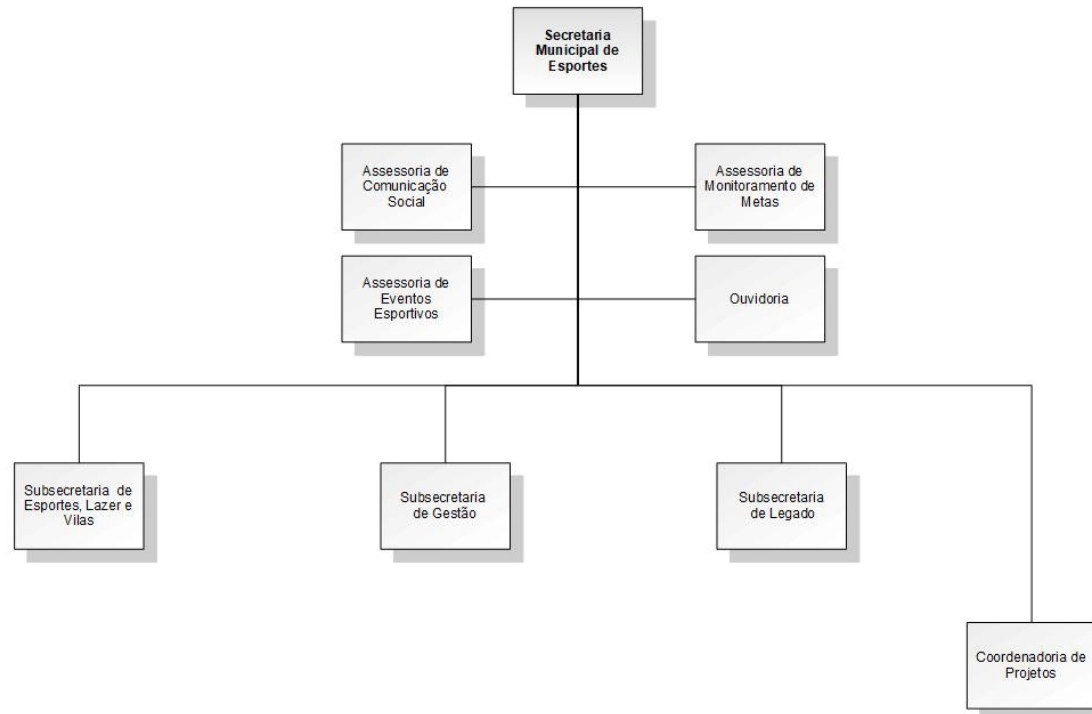 Secretaria
Municipal de
Esportes
Assessoria de
Comunicação
Social
Assessoria de
Monitoramento de
Metas
Assessoria de
Eventos
Esportivos
Ouvidoria
Subsecretaria de
Esportes, Lazer e
Vilas
Subsecretaria
de Gestão
Subsecretaria
de Legado
Coordenadoria de
Projetos